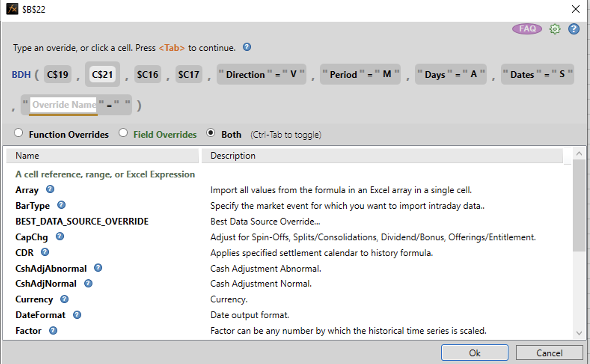 $B$22
FAQ
Type an overide, or click a cell. Press <Tab> to continue.
BDH ( C$19 , C$21 , $C16 , $C17 , " Direction " = " V " , " Period " = " M " , " Days " = " A " , " Dates " = " S "
, " Override Name " = " " )
Function Overrides Field Overrides Both (Ctrl-Tab to toggle)
Name Description
A cell reference, range, or Excel Expression
Array Import all values from the formula in an Excel array in a single cell.
BarType Specify the market event for which you want to import intraday data..
BEST_DATA_SOURCE_OVERRIDE Best Data Source Override...
CapChg Adjust for Spin-Offs, Splits/Consolidations, Dividend/Bonus, Offerings/Entitlement.
CDR Applies specified settlement calendar to history formula.
CshAdjAbnormal Cash Adjustment Abnormal.
CshAdjNormal Cash Adjustment Normal.
Currency Currency.
DateFormat Date output format.
Factor Factor can be any number by which the historical time series is scaled.
Ok Cancel